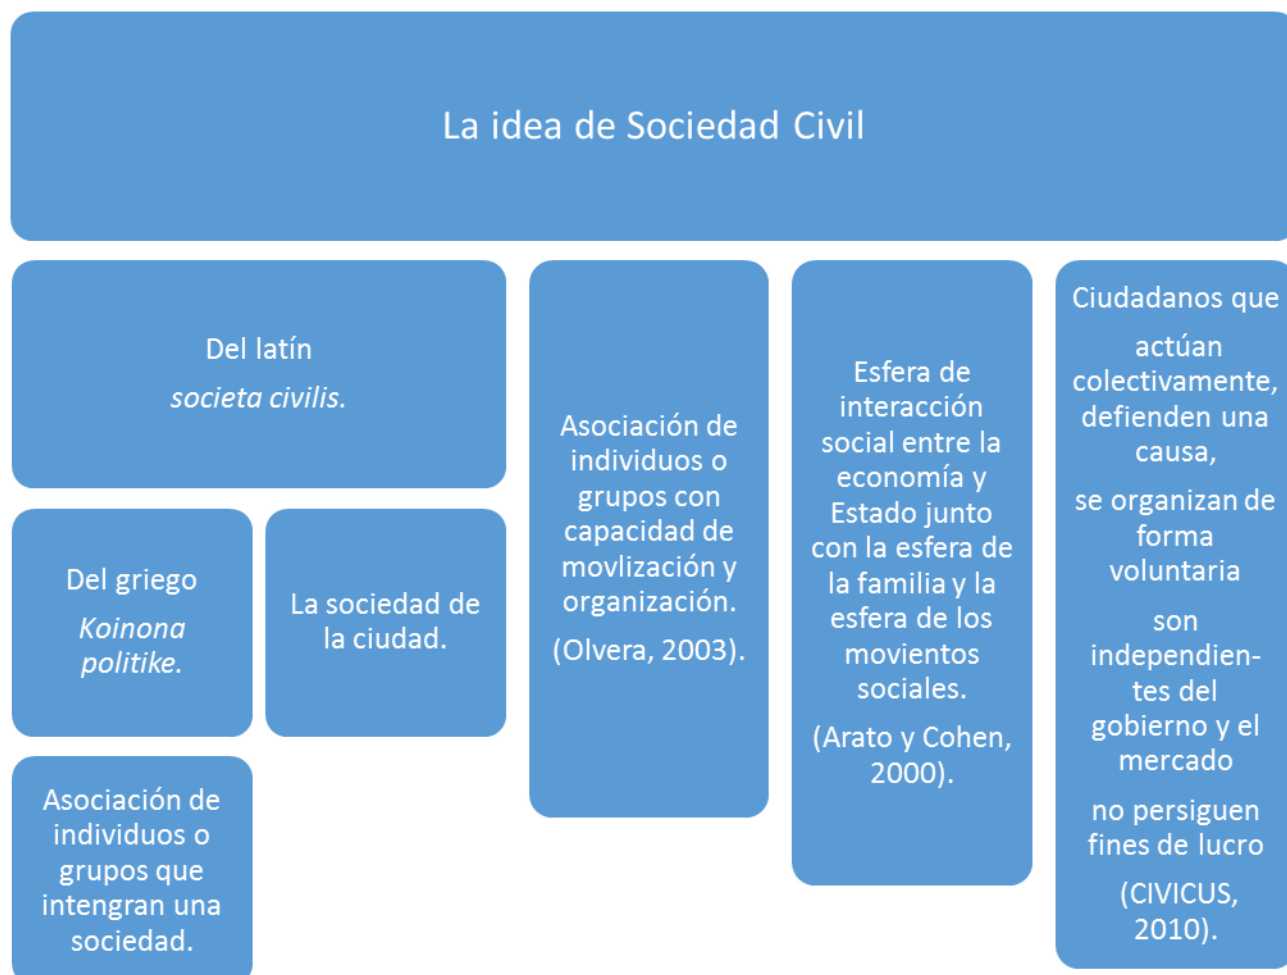 La idea de Sociedad Civil
Del latín
societa civilis.
Del griego
Koinona
politike.
Asociación de
individuos o
grupos que
intengran una
sociedad.
La sociedad de
la ciudad.
Asociación de
individuos o
grupos con
capacidad de
movlización y
organización.
(Olvera, 2003).
Esfera de
interacción
social entre la
economía y
Estado junto
con la esfera de
la familia y la
esfera de los
movientos
sociales.
(Arato y Cohen,
2000).
Ciudadanos que
actúan
colectivamente,
defienden una
causa,
se organizan de
forma
voluntaria
son
independien-
tes del
gobierno y el
mercado
no persiguen
fines de lucro
(CIVICUS,
2010).